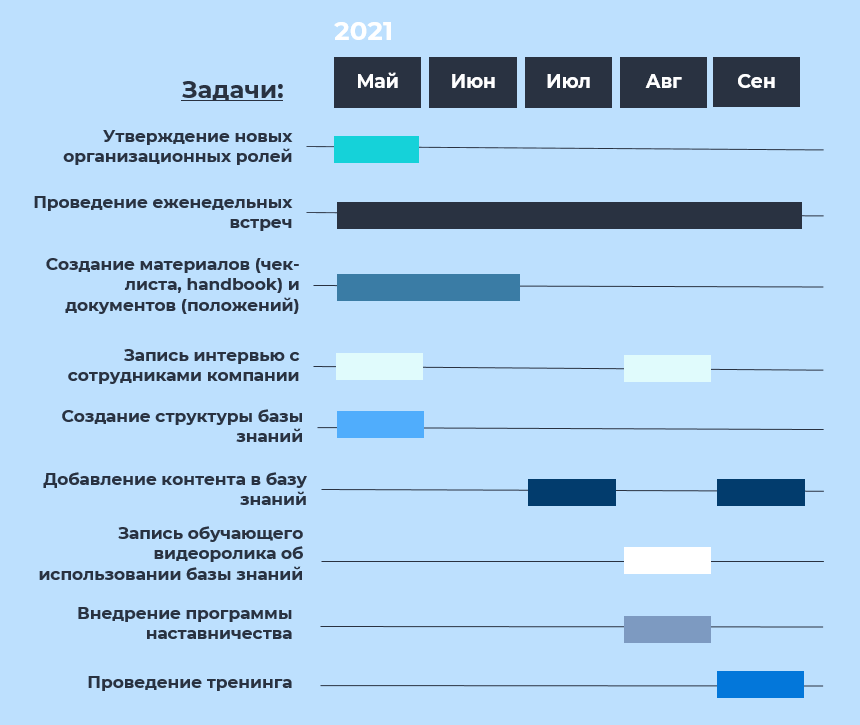 2021
Задачи:
Май
Июн
Июл
Авг
Сен
Утверждение новых
организационных ролей
Проведение еженедельных
встреч
Создание материалов (чек-
листа, handbook) и
документов (положений)
Запись интервью с
сотрудниками компании
Создание структуры базы
знаний
Добавление контента в базу
знаний
Запись обучающего
видеоролика об
использовании базы знаний
Внедрение программы
наставничества
Проведение тренинга